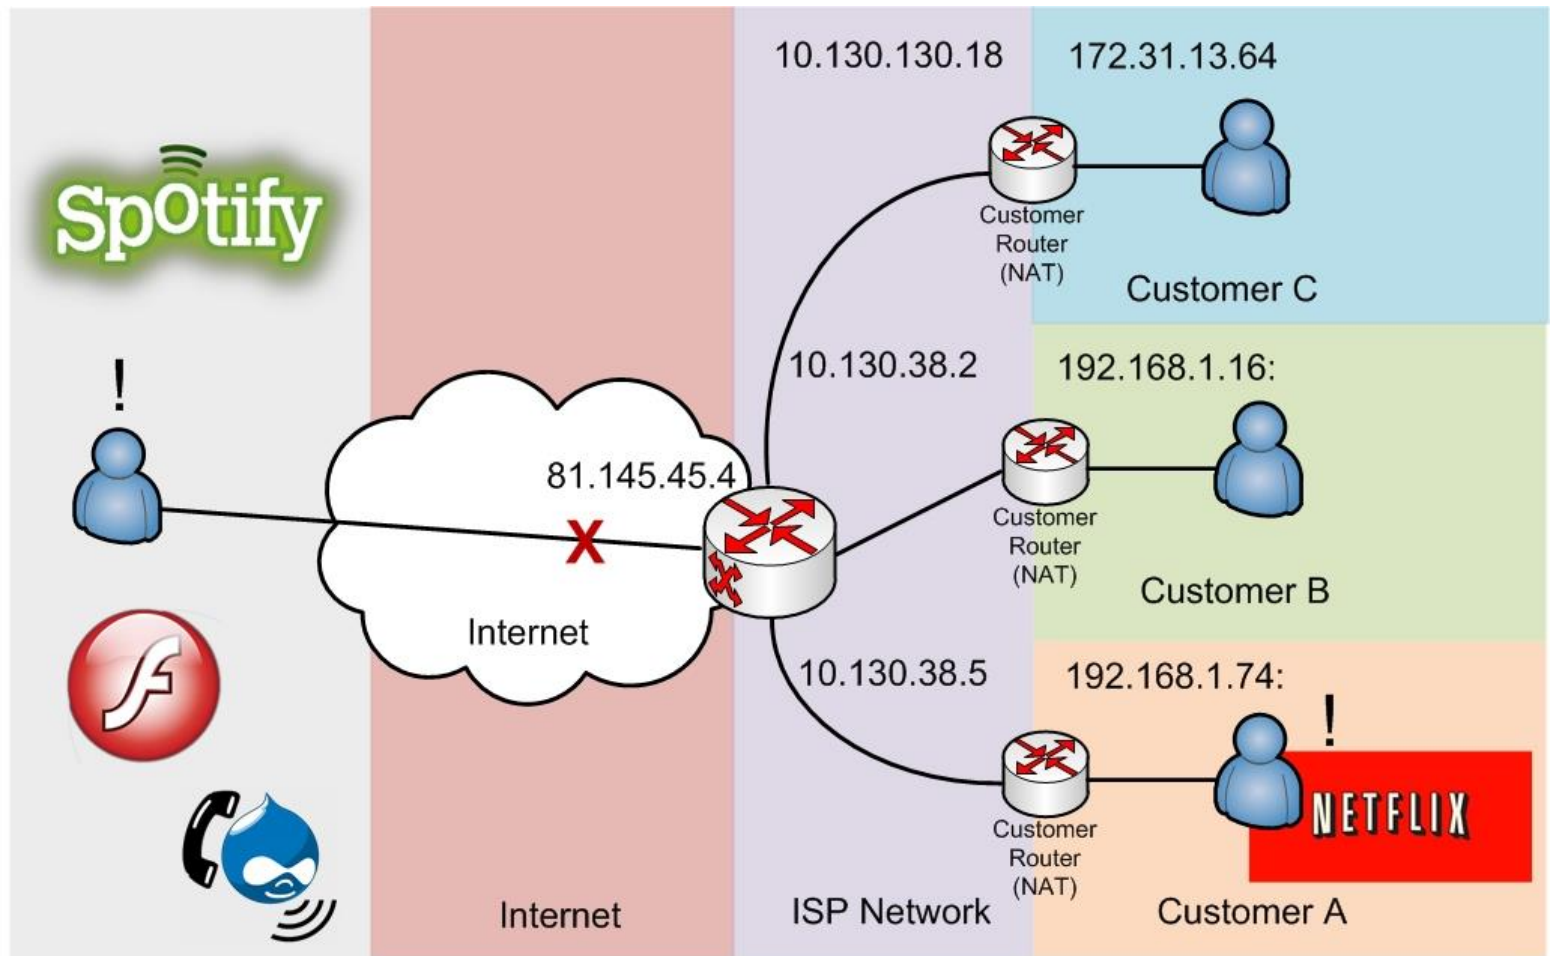 10.130.130.18
172.31.13.64
Spotify
Customer
Router
(NAT)
Customer C
!
10.130.38.2
192.168.1.16:
81.145.45.4
X
Customer
Router
(NAT)
Customer B
Internet
10.130.38.5
192.168.1.74:
!
NETFLIX
Customer
Router
(NAT)
Internet
ISP Network
Customer A